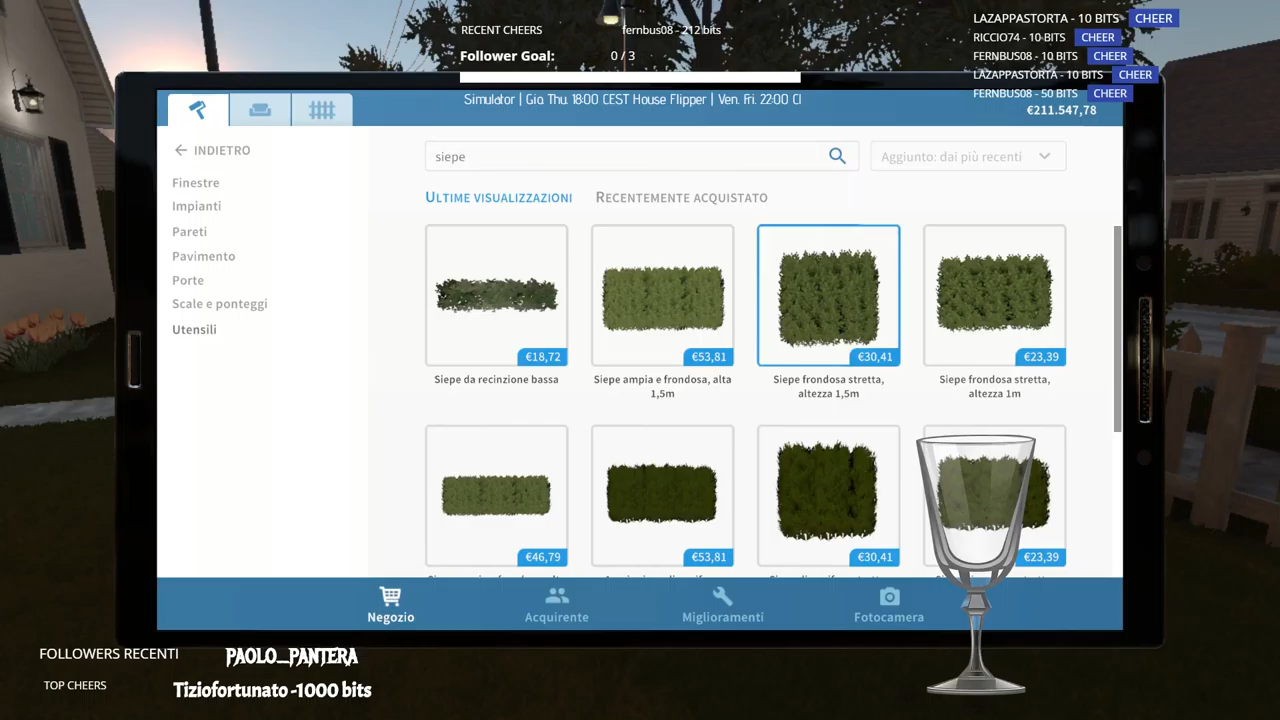 RECENT CHEERS
fernbus08 - 212 bits
Follower Goal:
0 / 3
LAZAPPASTORTA - 10 BITS CHEER
RICCIO74 - 10 BITS CHEER
FERNBUS08 - 10 BITS CHEER
LAZAPPASTORTA - 10 BITS CHEER
FERNBUS08 - 50 BITS CHEER
Simulator | Gio. Thu. 18:00 CEST House Flipper | Ven. Fri. 22:00
€211.547,78
INDIETRO
Finestre
Impianti
Pareti
Pavimento
Porte
Scale e ponteggi
Utensili
siepe
Aggiunto: dai più recenti
ULTIME VISUALIZZAZIONI
RECENTEMENTE ACQUISTATO
€18,72
Siepe da recinzione bassa
€53,81
Siepe ampia e frondosa, alta
1,5m
€30,41
Siepe frondosa stretta,
altezza 1,5m
€23,39
Siepe frondosa stretta,
altezza 1m
€46,79
€53,81
€30,41
€23,39
Negozio
Acquirente
Miglioramenti
Fotocamera
FOLLOWERS RECENTI
PAOLO_PANTERA
TOP CHEERS
Tiziofortunato -1000 bits